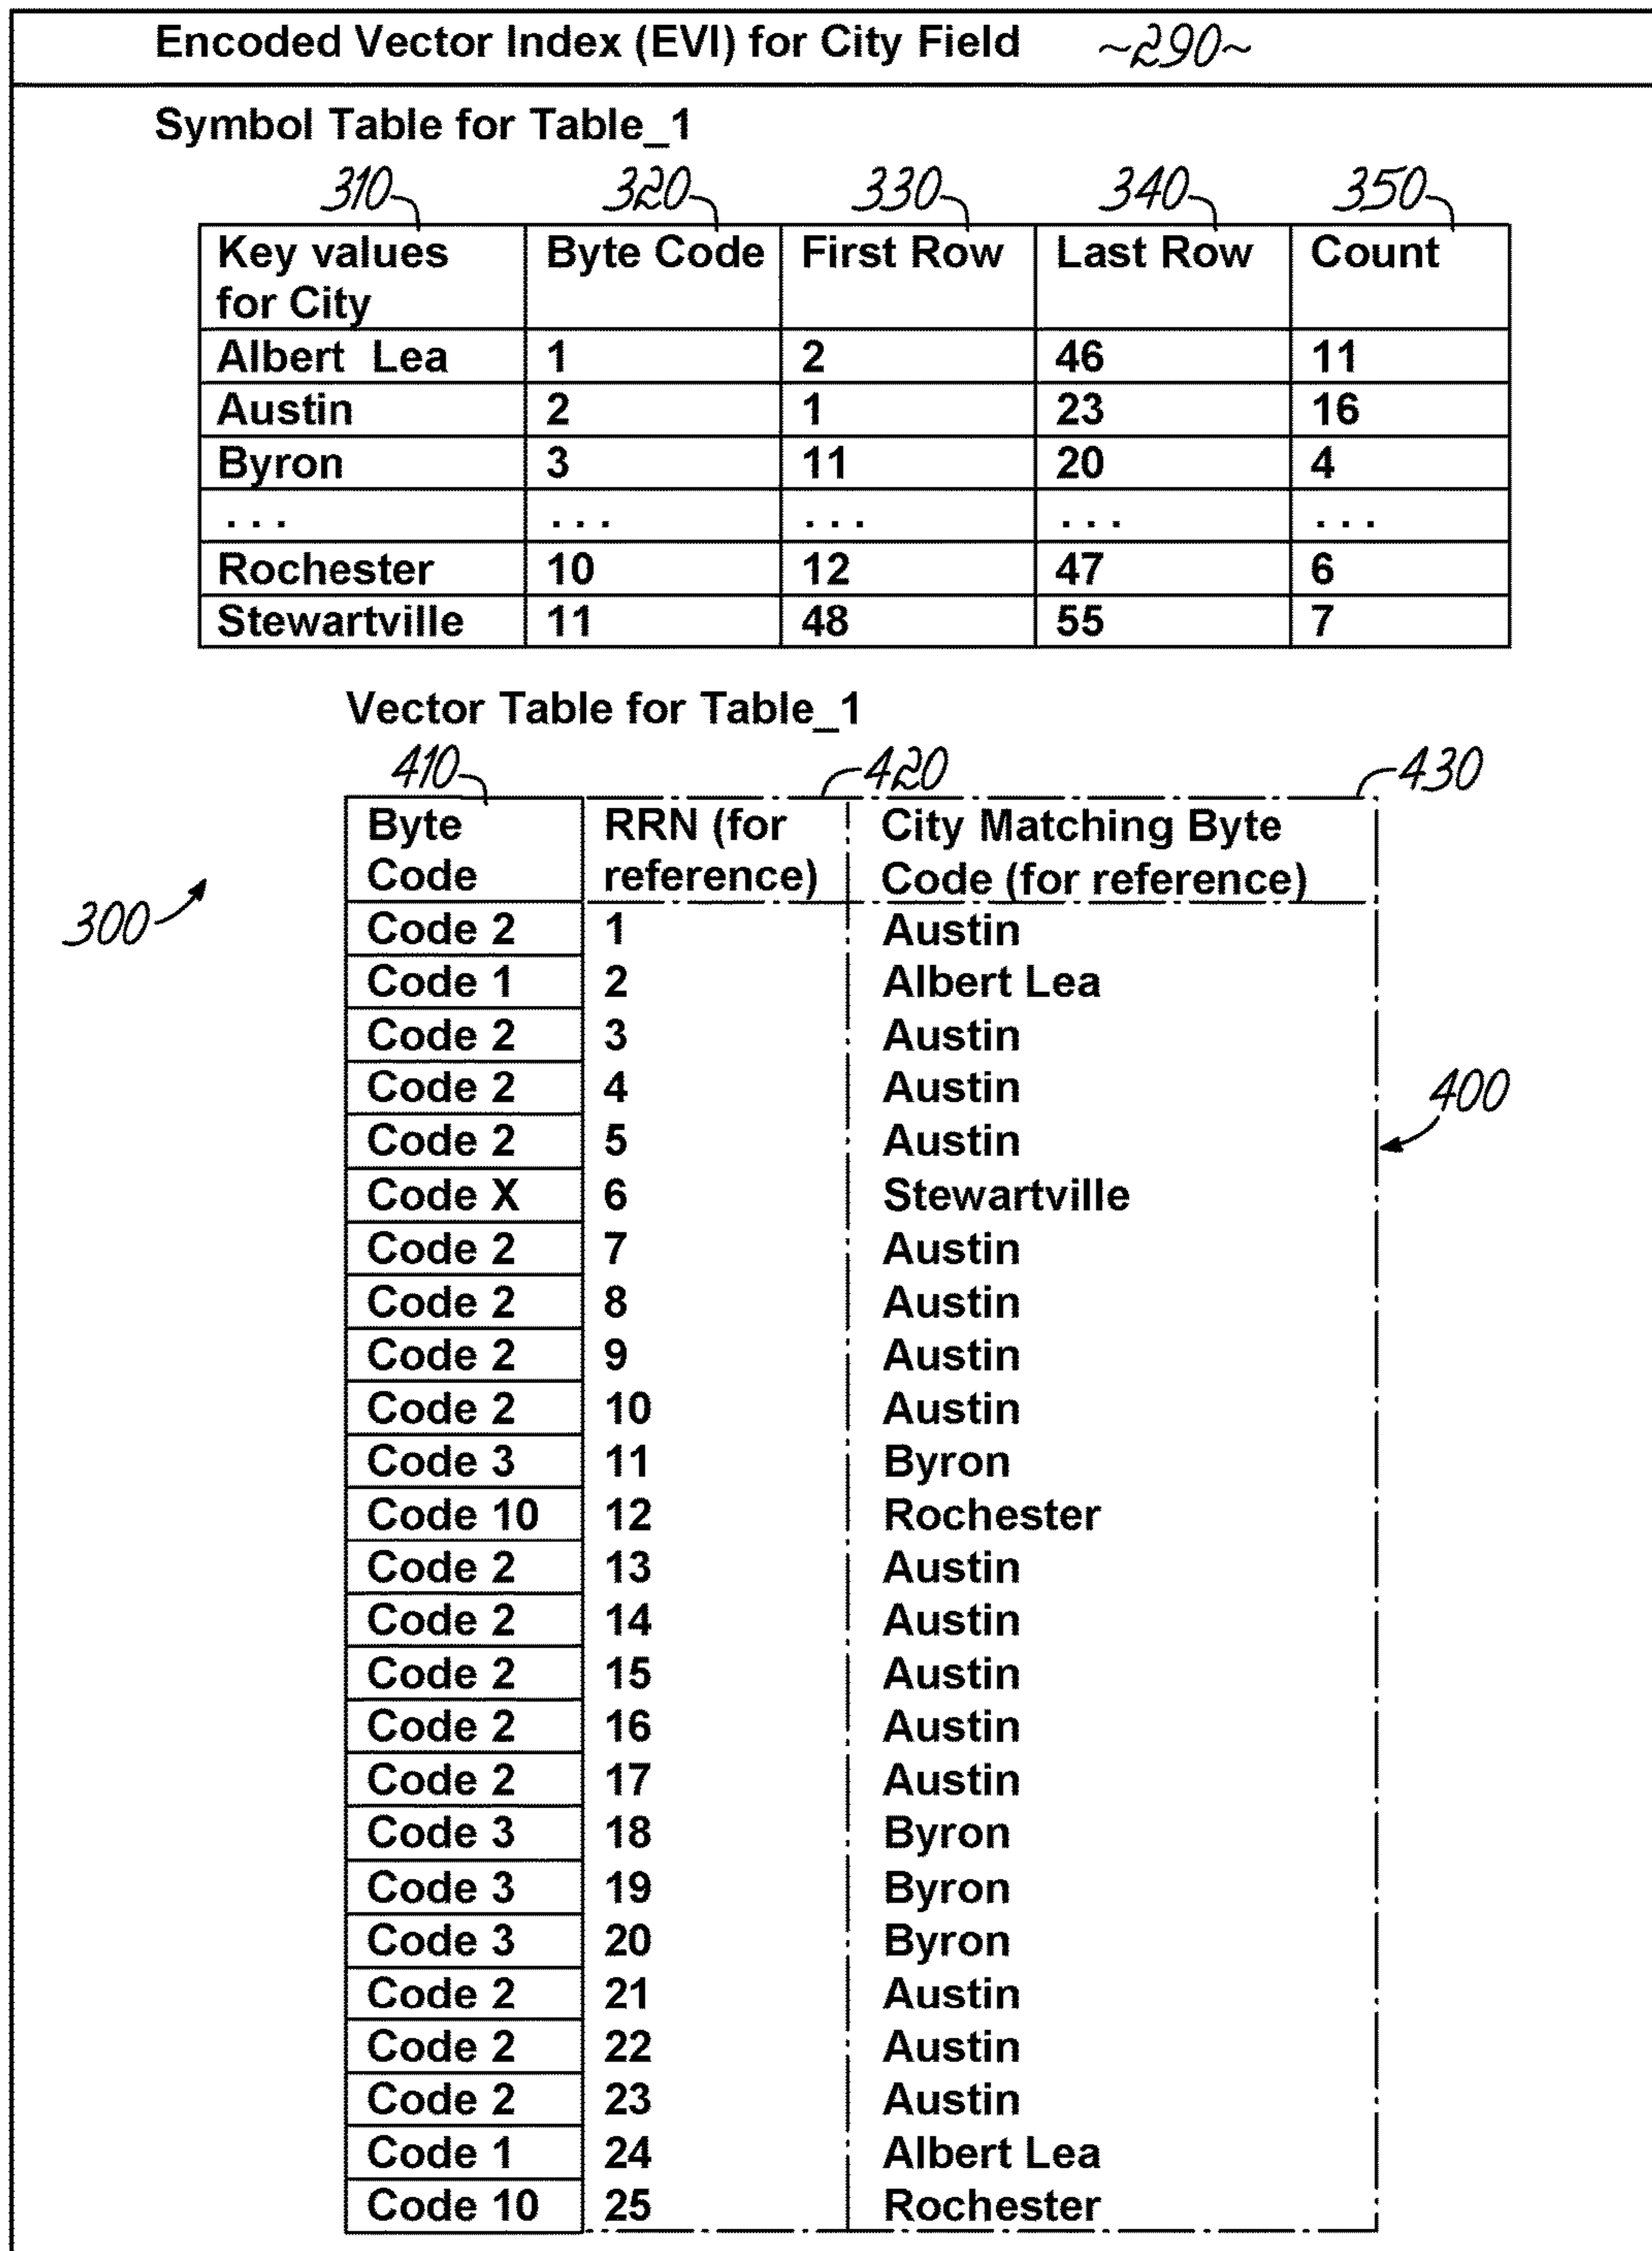 Encoded Vector Index (EVI) for City Field ~290~
Symbol Table for Table_1
310 320 330 340 350
Key values for City Byte Code First Row Last Row Count
Albert Lea 1 2 46 11
Austin 2 1 23 16
Byron 3 11 20 4
... ... ... ... ...
Rochester 10 12 47 6
Stewartville 11 48 55 7
Vector Table for Table_1
410 420 430
Byte Code RRN (for reference) City Matching Byte Code (for reference)
300
Code 2 1 Austin
Code 1 2 Albert Lea
Code 2 3 Austin
Code 2 4 Austin
400
Code 2 5 Austin
Code X 6 Stewartville
Code 2 7 Austin
Code 2 8 Austin
Code 2 9 Austin
Code 2 10 Austin
Code 3 11 Byron
Code 10 12 Rochester
Code 2 13 Austin
Code 2 14 Austin
Code 2 15 Austin
Code 2 16 Austin
Code 2 17 Austin
Code 3 18 Byron
Code 3 19 Byron
Code 3 20 Byron
Code 2 21 Austin
Code 2 22 Austin
Code 2 23 Austin
Code 1 24 Albert Lea
Code 10 25 Rochester